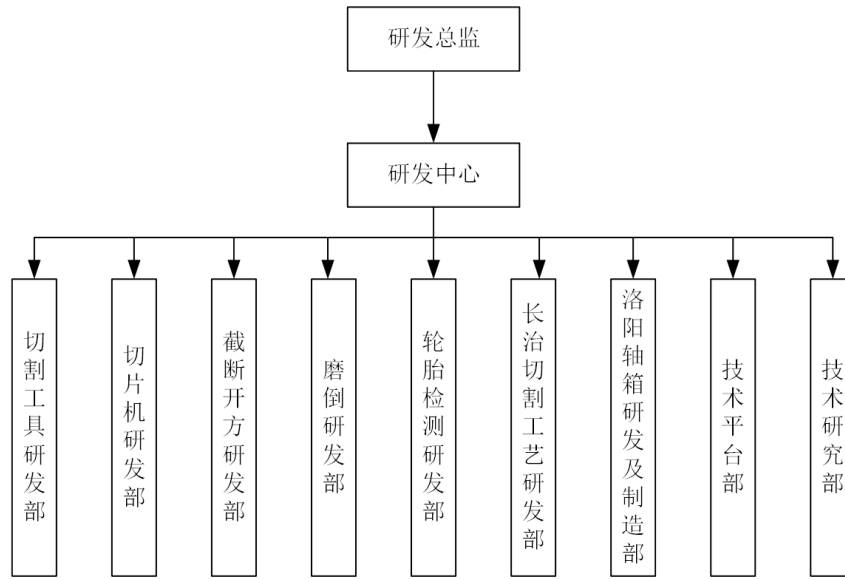 研发总监
研发中心
切割工具研发部
切片机研发部
截断开方研发部
磨倒研发部
轮胎检测研发部
长治切割工艺研发部
洛阳轴箱研发及制造部
技术平台部
技术研究部